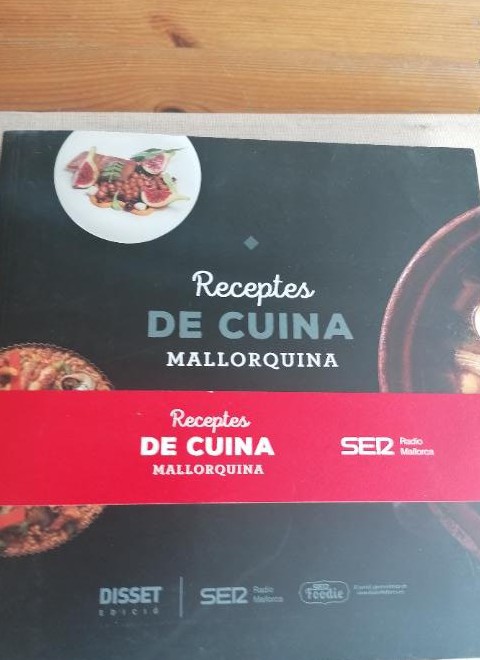 Receptes
DE CUINA
MALLORQUINA
Receptes
DE CUINA
MALLORQUINA
SER Radio
Mallorca
DISSET
EDICIÓ
SER Radio
Mallorca
SER
Foodie